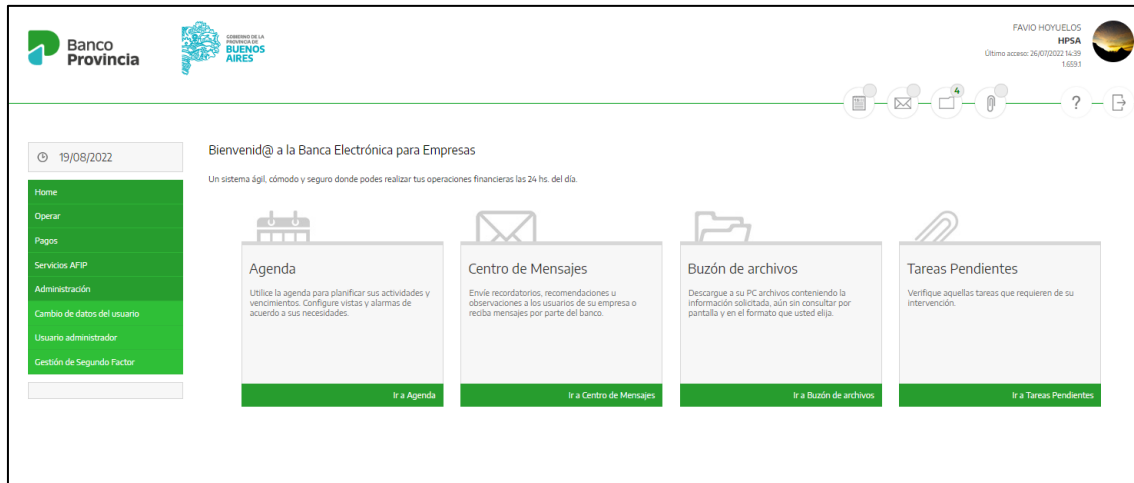 Banco
Provincia
GOBIERNO DE LA
PROVINCIA DE
BUENOS
AIRES
FAVIO HOYUELOS
HPSA
Último acceso: 26/07/2022 14:39
1.659.1
4
?
19/08/2022
Home
Operar
Pagos
Servicios AFIP
Administración
Cambio de datos del usuario
Usuario administrador
Gestión de Segundo Factor
Bienvenid@ a la Banca Electrónica para Empresas
Un sistema ágil, cómodo y seguro donde podes realizar tus operaciones financieras las 24 hs. del día.
Agenda
Utilice la agenda para planificar sus actividades y
vencimientos. Configure vistas y alarmas de
acuerdo a sus necesidades.
Ir a Agenda
Centro de Mensajes
Envíe recordatorios, recomendaciones u
observaciones a los usuarios de su empresa o
reciba mensajes por parte del banco.
Ir a Centro de Mensajes
Buzón de archivos
Descargue a su PC archivos conteniendo la
información solicitada, aún sin consultar por
pantalla y en el formato que usted elija.
Ir a Buzón de archivos
Tareas Pendientes
Verifique aquellas tareas que requieren de su
intervención.
Ir a Tareas Pendientes